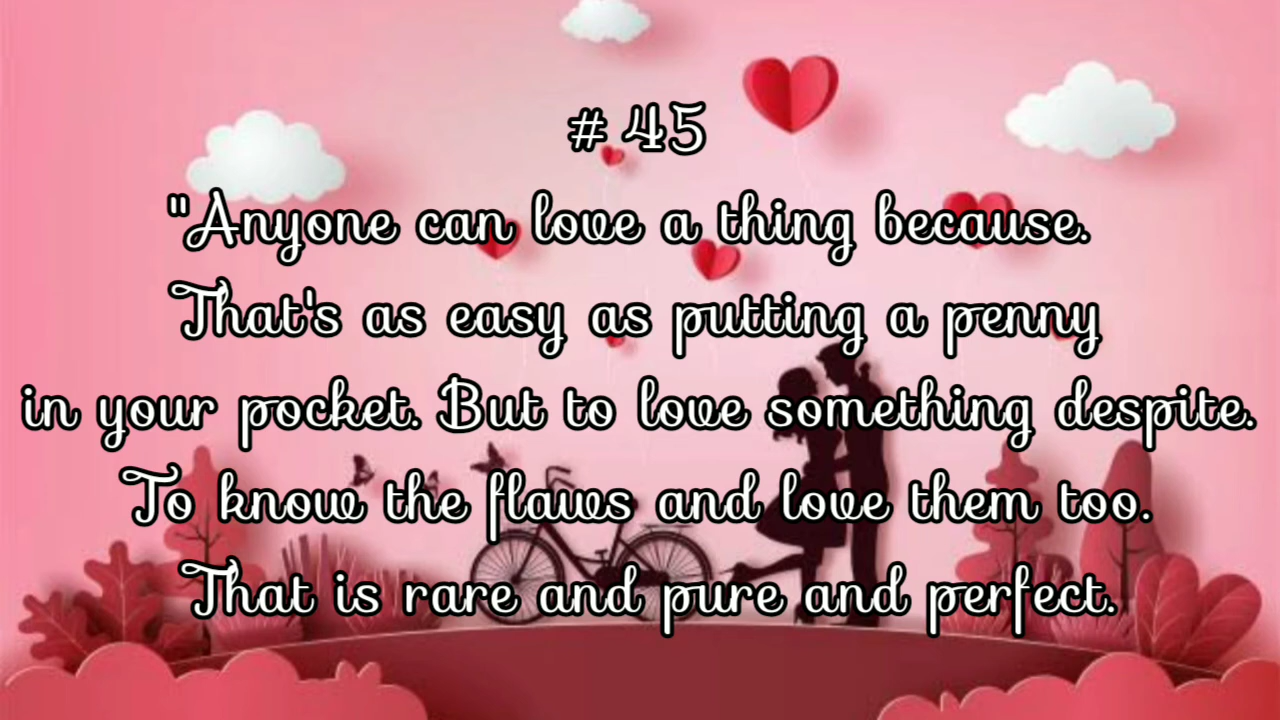 # 45
"Anyone can love a thing because.
That's as easy as putting a penny
in your pocket. But to love something despite.
To know the flaws and love them too.
That is rare and pure and perfect.